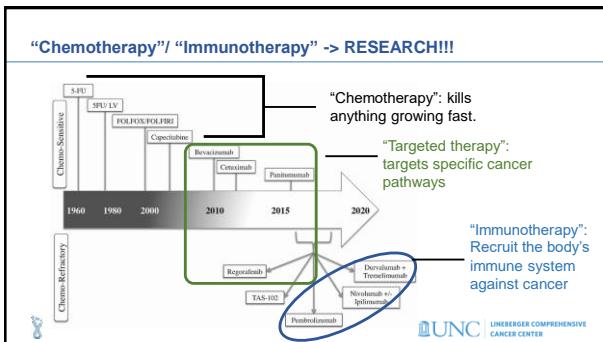 “Chemotherapy”/ “Immunotherapy” -> RESEARCH!!!
5-FU
5FU/ LV
FOLFOX/FOLFIRI
Capecitabine
Bevacizumab
Cetuximab
Panitumumab
Chemo-Sensitive
1960
1980
2000
2010
2015
2020
Chemo-Refractory
Regorafenib
TAS-102
Pembrolizumab
Nivolumab +/-
Ipilimumab
Durvalumab +
Tremelimumab
“Chemotherapy”: kills
anything growing fast.
“Targeted therapy”:
targets specific cancer
pathways
“Immunotherapy”:
Recruit the body’s
immune system
against cancer
UNC
LINEBERGER COMPREHENSIVE
CANCER CENTER